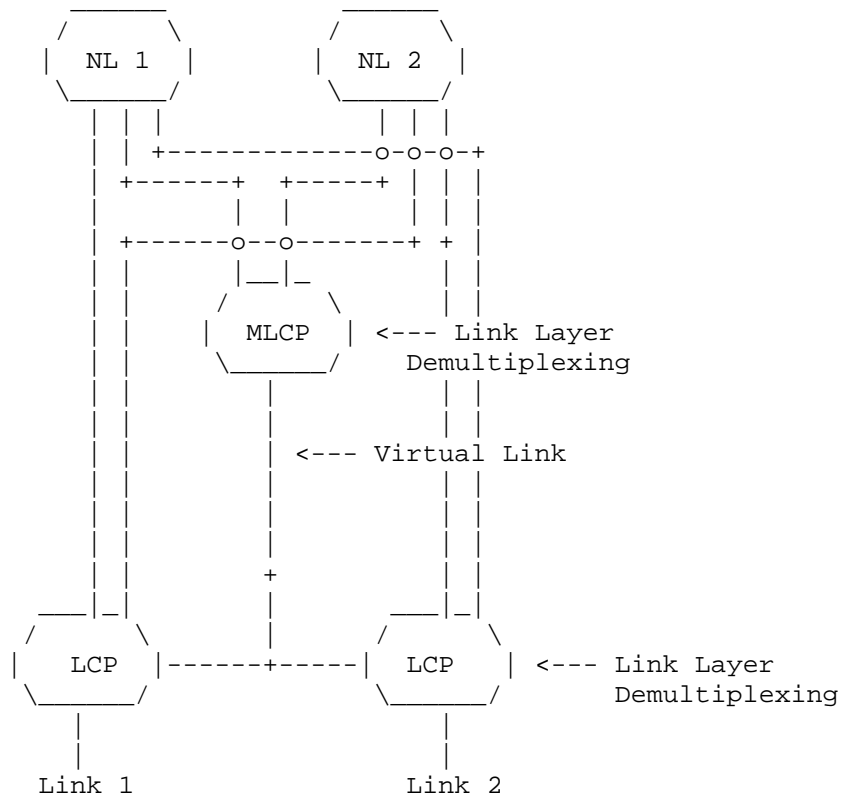 NL 1 NL 2
MLCP <--- Link Layer
Demultiplexing
<--- Virtual Link
LCP LCP <--- Link Layer
Demultiplexing
Link 1 Link 2